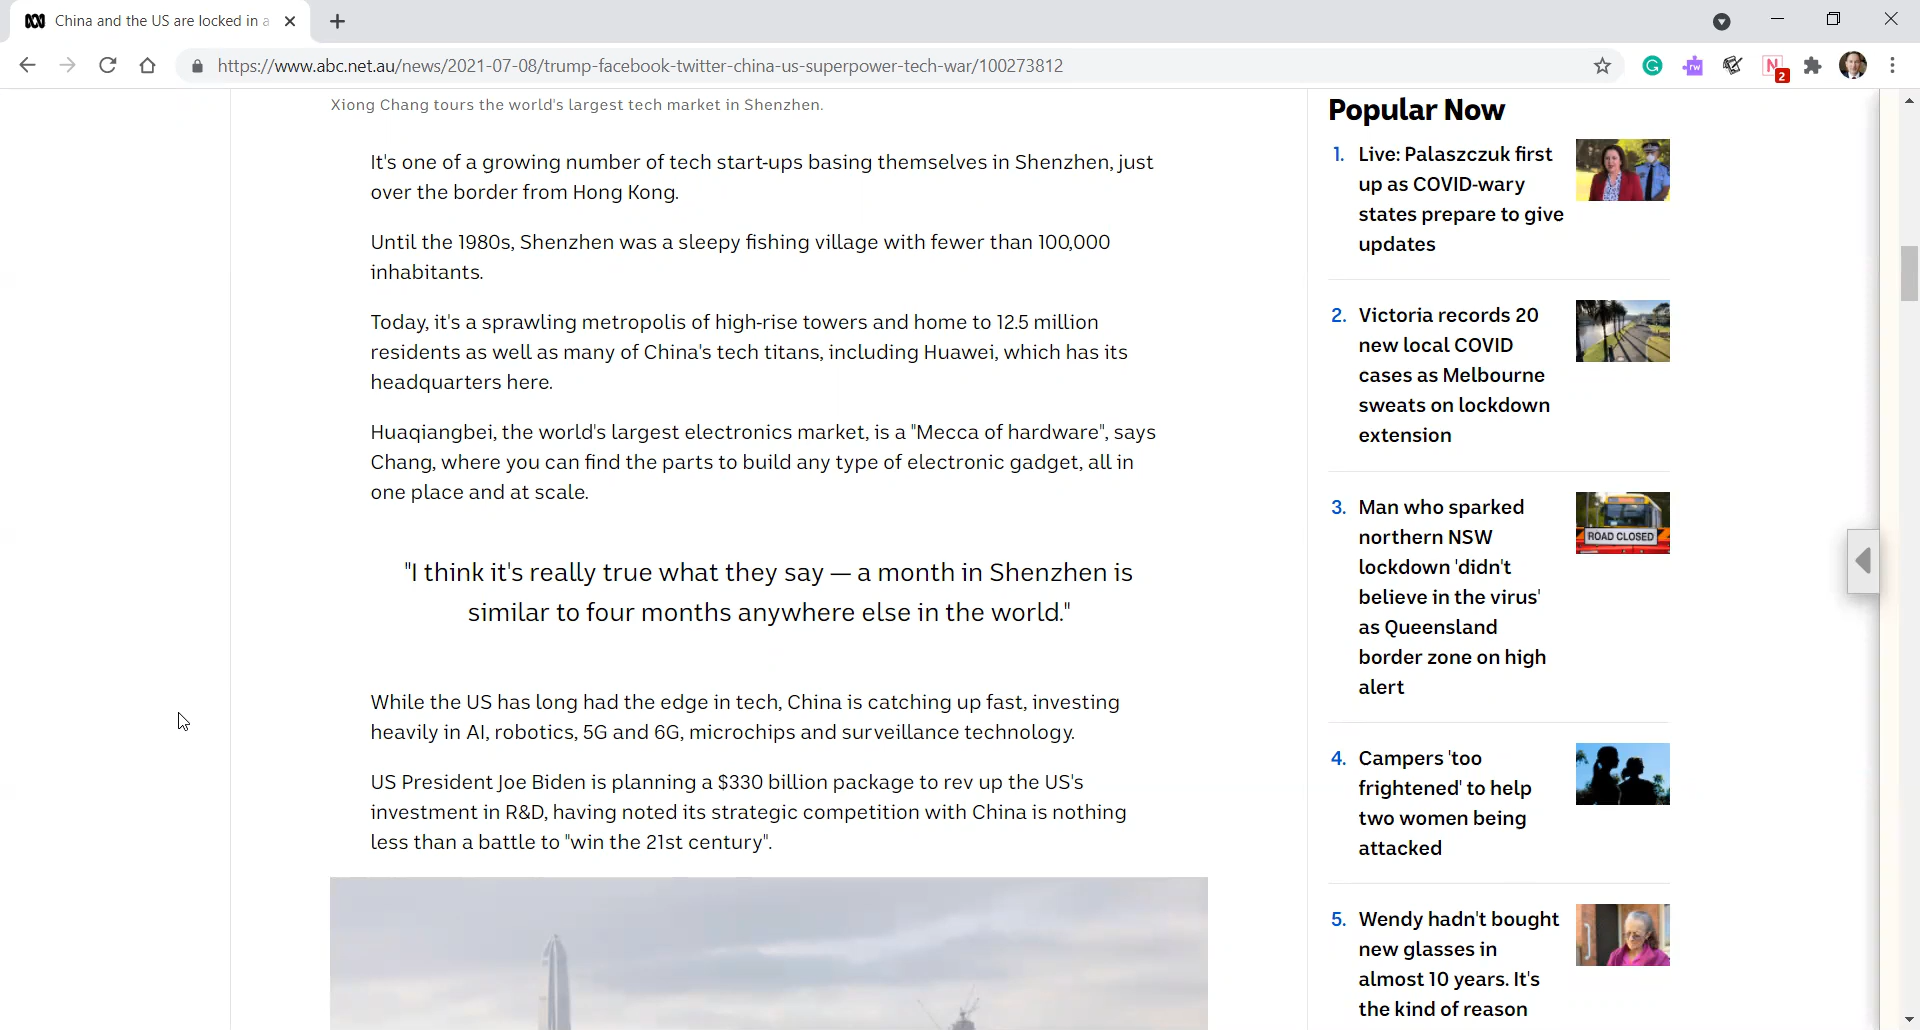 China and the US are locked in a
https://www.abc.net.au/news/2021-07-08/trump-facebook-twitter-china-us-superpower-tech-war/100273812
rw
N
2
Xiong Chang tours the world's largest tech market in Shenzhen.
It's one of a growing number of tech start-ups basing themselves in Shenzhen, just
over the border from Hong Kong.
Until the 1980s, Shenzhen was a sleepy fishing village with fewer than 100,000
inhabitants.
Today, it's a sprawling metropolis of high-rise towers and home to 12.5 million
residents as well as many of China's tech titans, including Huawei, which has its
headquarters here.
Huaqiangbei, the world's largest electronics market, is a "Mecca of hardware", says
Chang, where you can find the parts to build any type of electronic gadget, all in
one place and at scale.
"I think it's really true what they say — a month in Shenzhen is
similar to four months anywhere else in the world."
While the US has long had the edge in tech, China is catching up fast, investing
heavily in AI, robotics, 5G and 6G, microchips and surveillance technology.
US President Joe Biden is planning a $330 billion package to rev up the US's
investment in R&D, having noted its strategic competition with China is nothing
less than a battle to "win the 21st century".
Popular Now
1. Live: Palaszczuk first
up as COVID-wary
states prepare to give
updates
2. Victoria records 20
new local COVID
cases as Melbourne
sweats on lockdown
extension
3. Man who sparked
northern NSW
lockdown 'didn't
believe in the virus'
as Queensland
border zone on high
alert
ROAD CLOSED
4. Campers 'too
frightened' to help
two women being
attacked
5. Wendy hadn't bought
new glasses in
almost 10 years. It's
the kind of reason